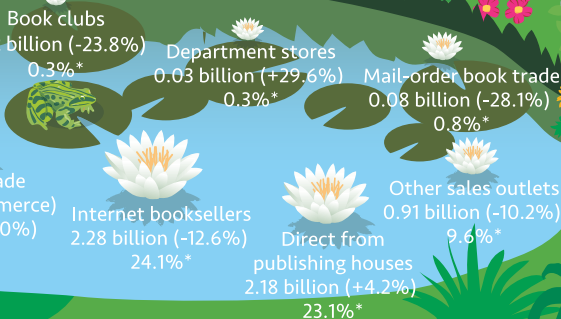 Book clubs
billion (-23.8%)
0.3%*
Department stores
0.03 billion (+29.6%)
0.3%*
Mail-order book trade
0.08 billion (-28.1%)
0.8%*
Other sales outlets
0.91 billion (-10.2%)
9.6%*
Internet booksellers
2.28 billion (-12.6%)
24.1%*
Direct from
publishing houses
2.18 billion (+4.2%)
23.1%*